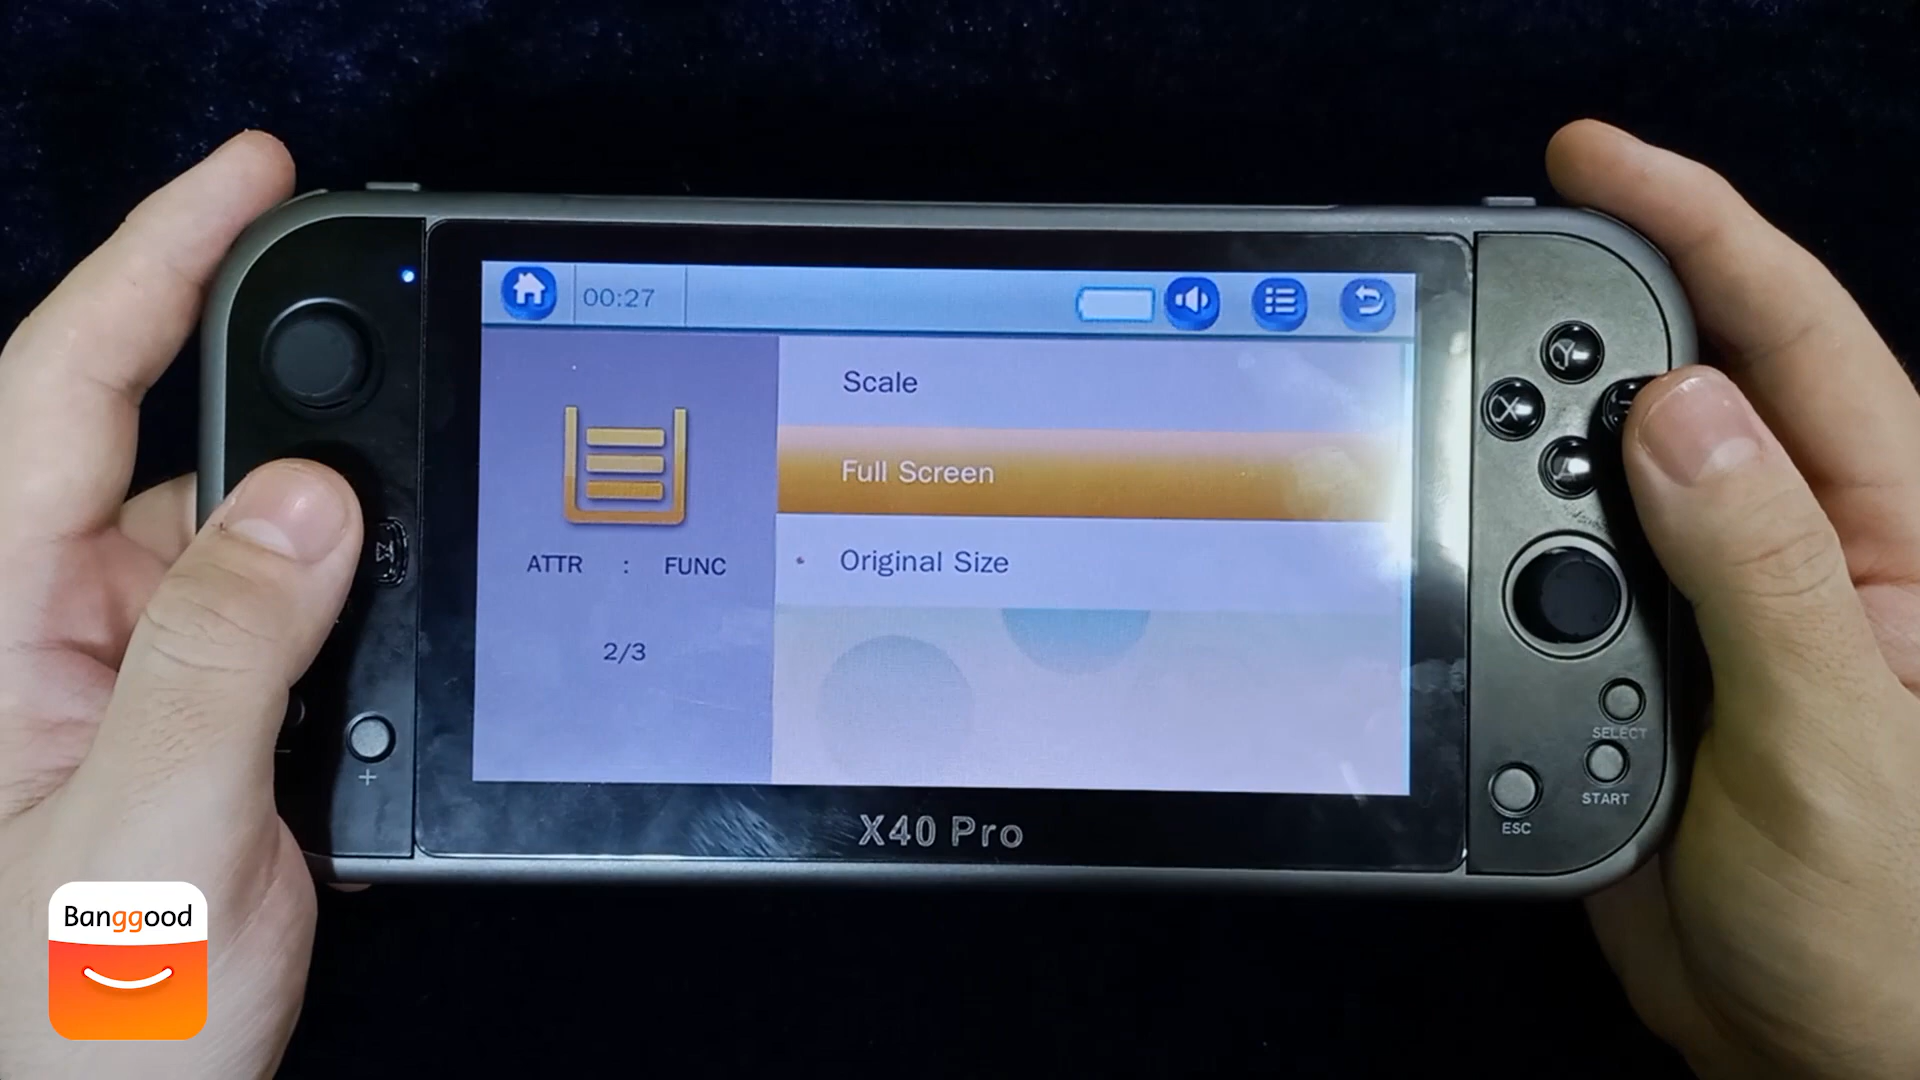 00:27
Scale
Full Screen
Original Size
ATTR : FUNC
2/3
Y
X
SELECT
START
ESC
+
X40 Pro
Banggood